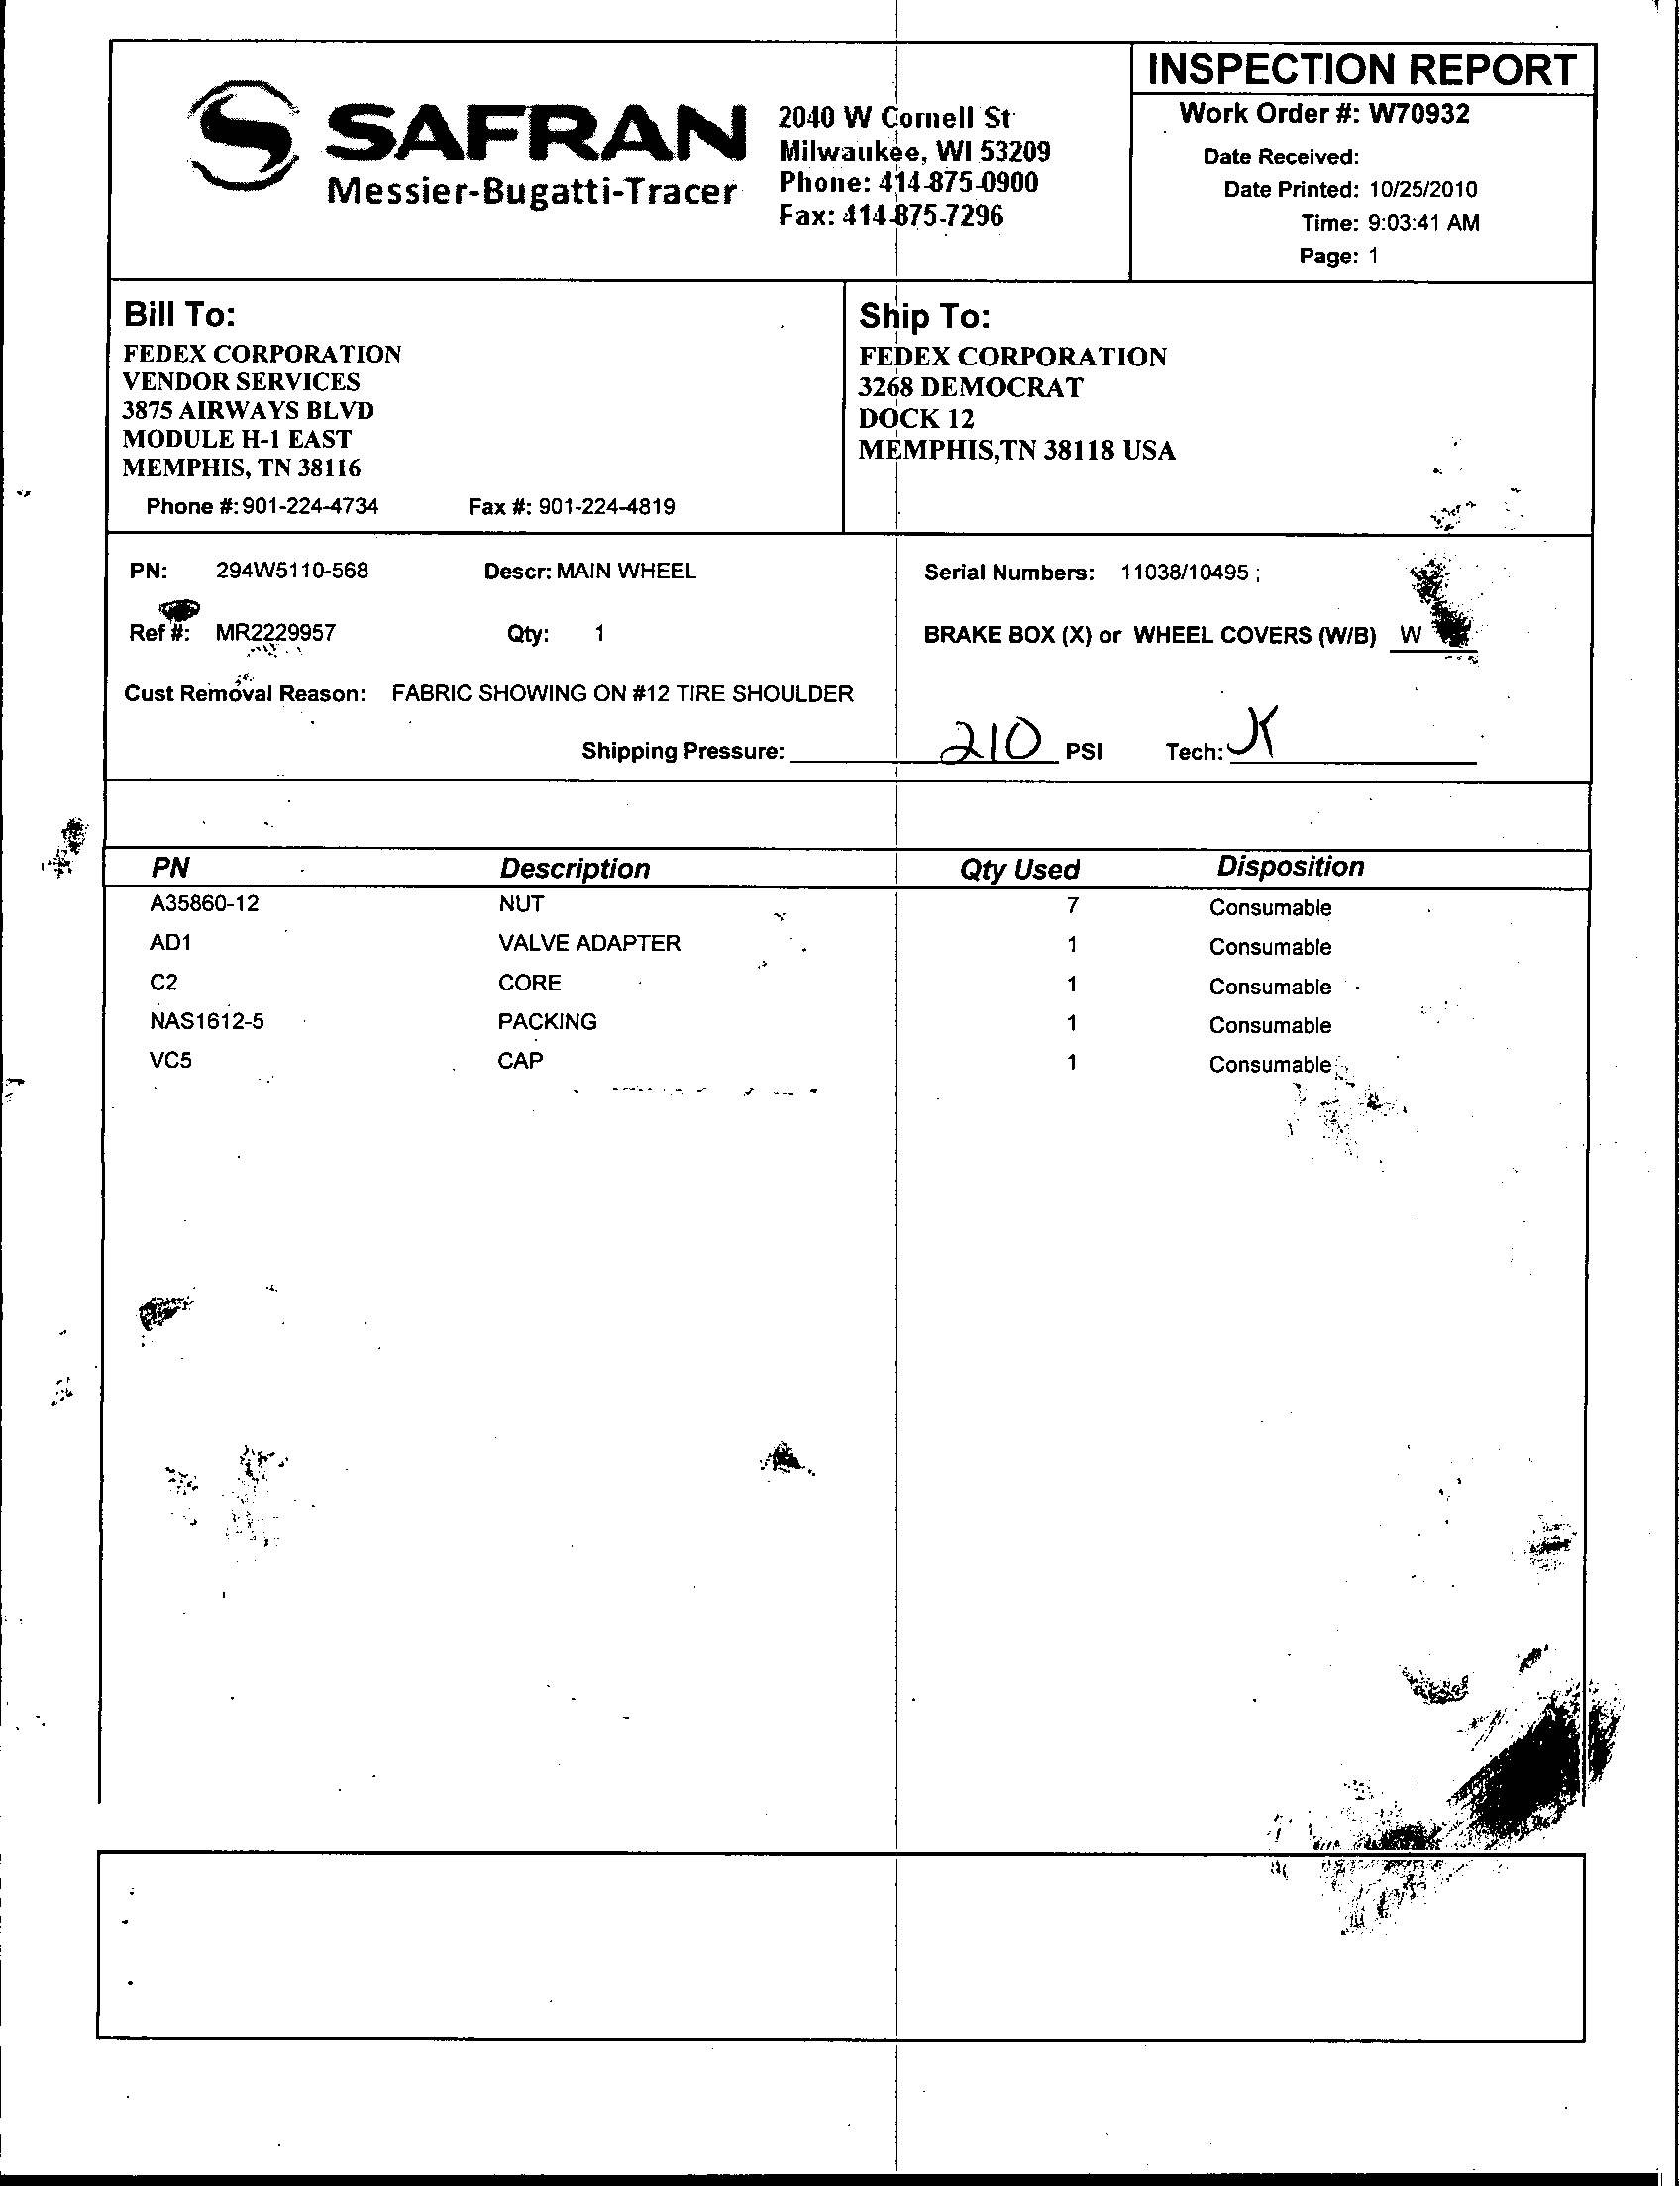 INSPECTION REPORT
SAFRAN
Messier-Bugatti-Tracer
2040 W Cornell St
Milwaukee, WI 53209
Phone: 414-875-0900
Fax: 414-875-7296
Work Order #: W70932
Date Received:
Date Printed: 10/25/2010
Time: 9:03:41 AM
Page: 1
Bill To:
FEDEX CORPORATION
VENDOR SERVICES
3875 AIRWAYS BLVD
MODULE H-1 EAST
MEMPHIS, TN 38116
Phone #: 901-224-4734 Fax #: 901-224-4819
Ship To:
FEDEX CORPORATION
3268 DEMOCRAT
DOCK 12
MEMPHIS,TN 38118 USA
PN: 294W5110-568 Descr: MAIN WHEEL Serial Numbers: 11038/10495 ;
Ref #: MR2229957 Qty: 1 BRAKE BOX (X) or WHEEL COVERS (W/B) W
Cust Removal Reason: FABRIC SHOWING ON #12 TIRE SHOULDER
Shipping Pressure: 210 PSI Tech: K
PN Description Qty Used Disposition
A35860-12 NUT 7 Consumable
AD1 VALVE ADAPTER 1 Consumable
C2 CORE 1 Consumable
NAS1612-5 PACKING 1 Consumable
VC5 CAP 1 Consumable